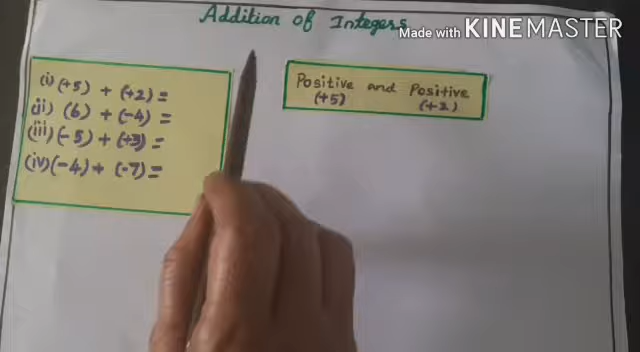 Addition of Integers
Made with KINEMASTER
(i) (+5) + (+2) =
(ii) (6) + (-4) =
(iii) (-5) + (+3) =
(iv) (-4) + (-7) =
Positive and Positive
(+5) (+2)